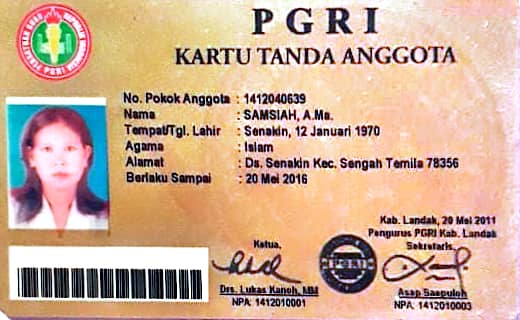 PGRI
KARTU TANDA ANGGOTA
No. Pokok Anggota : 1412040639
Nama : SAMSIAH, A.Ma.
Tempat/Tgl. Lahir : Senakin, 12 Januari 1970
Agama : Islam
Alamat : Ds. Senakin Kec. Sengah Temila 78356
Berlaku Sampai : 20 Mei 2016
Kab. Landak, 20 Mei 2011
Pengurus PGRI Kab. Landak
Ketua,
Sekretaris,
PGRI
Drs. Lukas Kanoh, MM
NPA. 1412010001
Asap Saepuloh
NPA. 1412010003